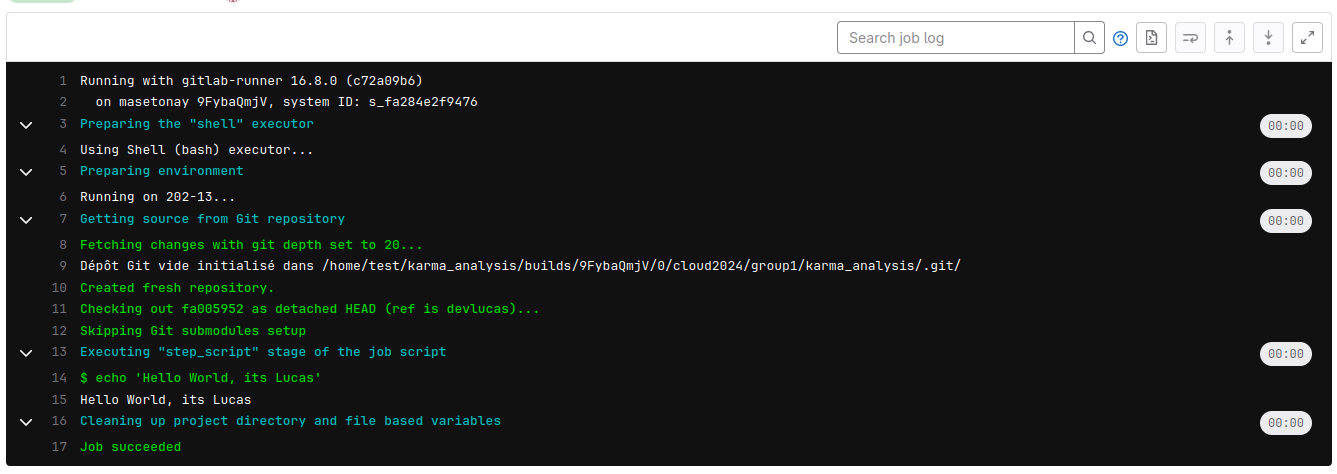 Search job log
1 Running with gitlab-runner 16.8.0 (c72a09b6)
2 on masetonay 9FybaQmjV, system ID: s_fa284e2f9476
3 Preparing the "shell" executor 00:00
4 Using Shell (bash) executor...
5 Preparing environment 00:00
6 Running on 202-13...
7 Getting source from Git repository 00:00
8 Fetching changes with git depth set to 20...
9 Dépôt Git vide initialisé dans /home/test/karma_analysis/builds/9FybaQmjV/0/cloud2024/group1/karma_analysis/.git/
10 Created fresh repository.
11 Checking out fa005952 as detached HEAD (ref is devlucas)...
12 Skipping Git submodules setup
13 Executing "step_script" stage of the job script 00:00
14 $ echo 'Hello World, its Lucas'
15 Hello World, its Lucas
16 Cleaning up project directory and file based variables 00:00
17 Job succeeded